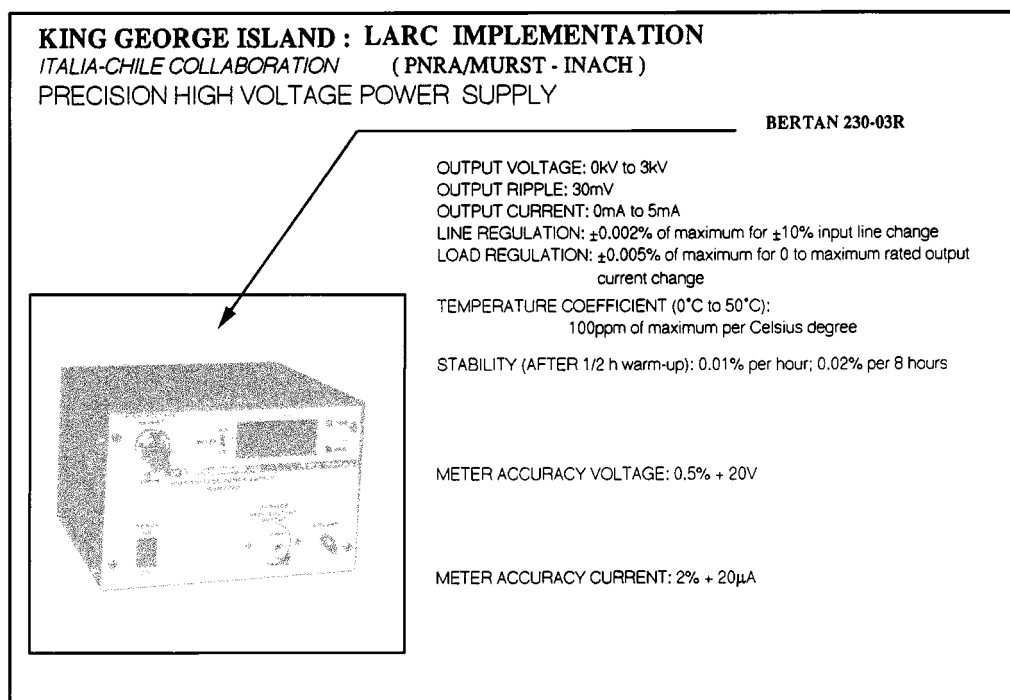 KING GEORGE ISLAND : LARC IMPLEMENTATION
ITALIA-CHILE COLLABORATION ( PNRA/MURST - INACH )
PRECISION HIGH VOLTAGE POWER SUPPLY
BERTAN 230-03R
OUTPUT VOLTAGE: 0kV to 3kV
OUTPUT RIPPLE: 30mV
OUTPUT CURRENT: 0mA to 5mA
LINE REGULATION: ±0.002% of maximum for ±10% input line change
LOAD REGULATION: ±0.005% of maximum for 0 to maximum rated output
current change
TEMPERATURE COEFFICIENT (0°C to 50°C):
100ppm of maximum per Celsius degree
STABILITY (AFTER 1/2 h warm-up): 0.01% per hour; 0.02% per 8 hours
METER ACCURACY VOLTAGE: 0.5% + 20V
METER ACCURACY CURRENT: 2% + 20µA